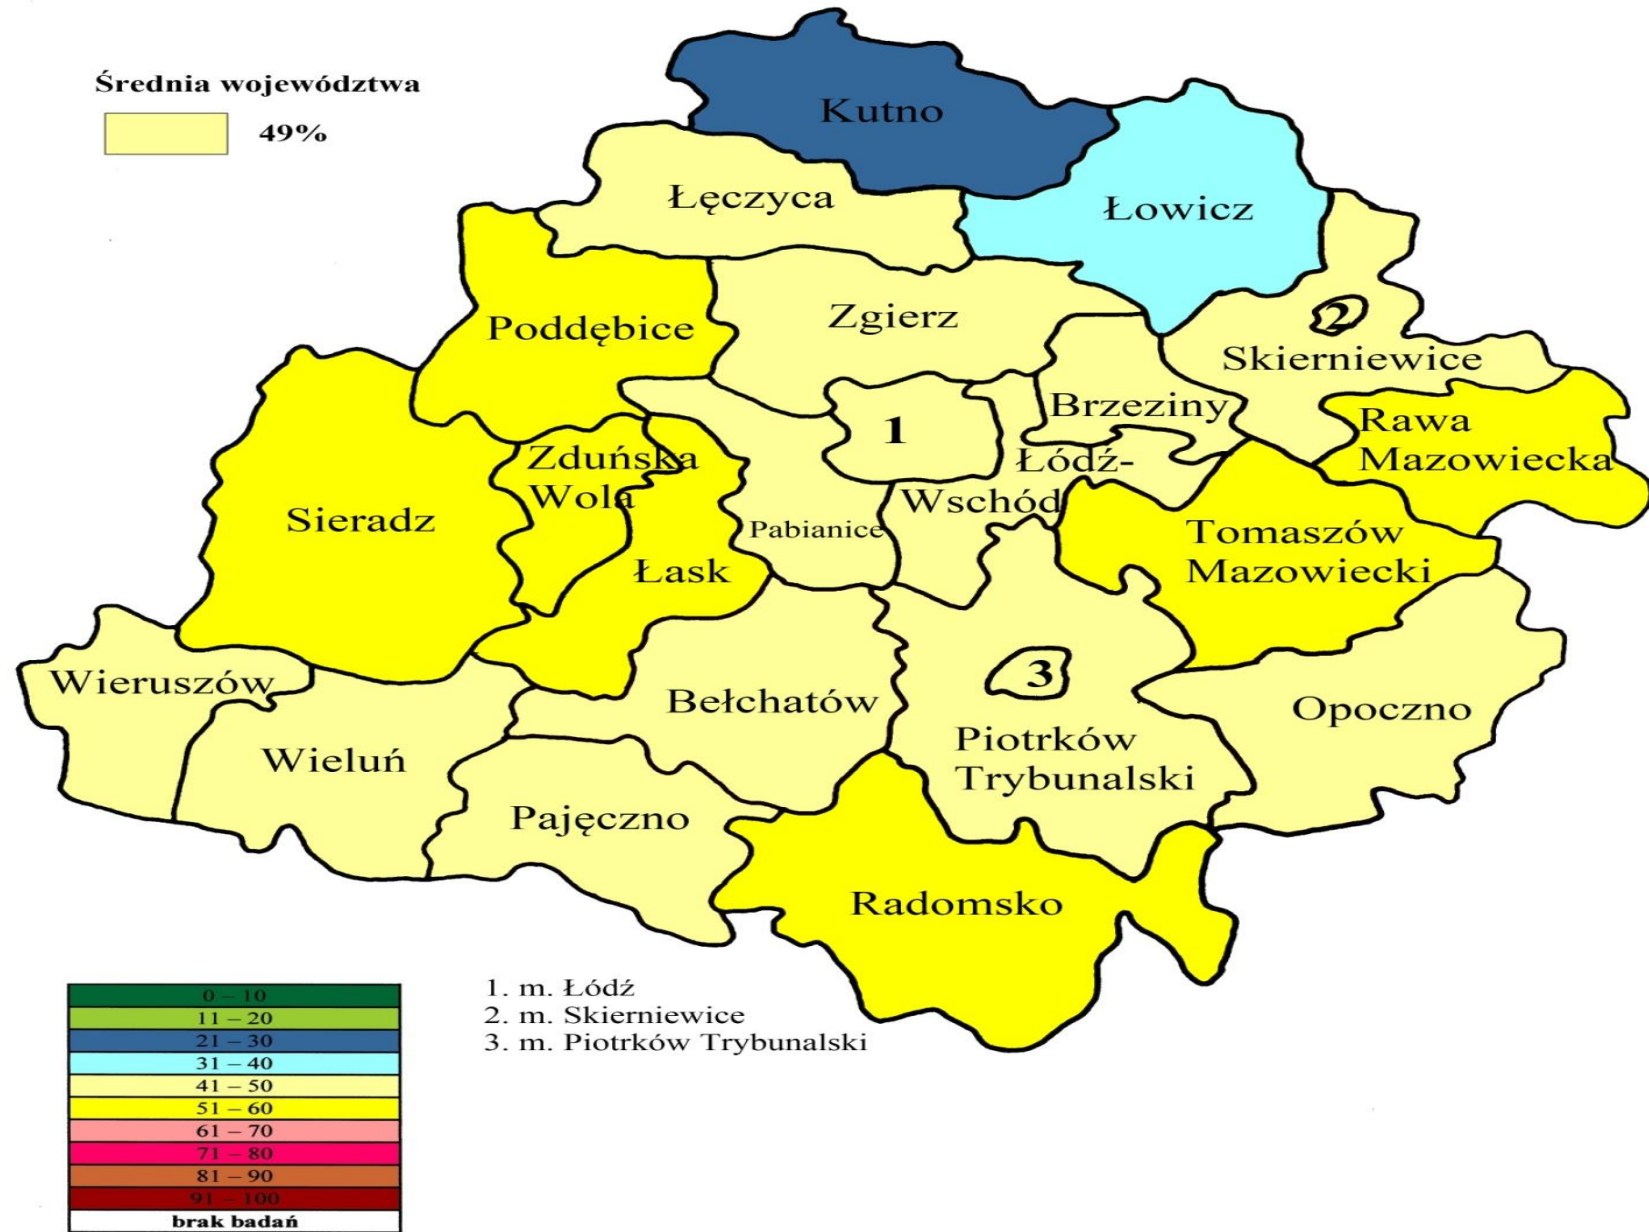 Średnia województwa
49%
Kutno
Łęczyca
Łowicz
Poddębice
Zgierz
2
Skierniewice
Brzeziny
1
Rawa
Mazowiecka
Zduńska
Wola
Łódź-
Wschód
Sieradz
Pabianice
Tomaszów
Mazowiecki
Łask
Wieruszów
3
Bełchatów
Opoczno
Wieluń
Piotrków
Trybunalski
Pajęczno
Radomsko
0 – 10
11 – 20
21 – 30
31 – 40
41 – 50
51 – 60
61 – 70
71 – 80
81 – 90
91 – 100
brak badań
1. m. Łódź
2. m. Skierniewice
3. m. Piotrków Trybunalski